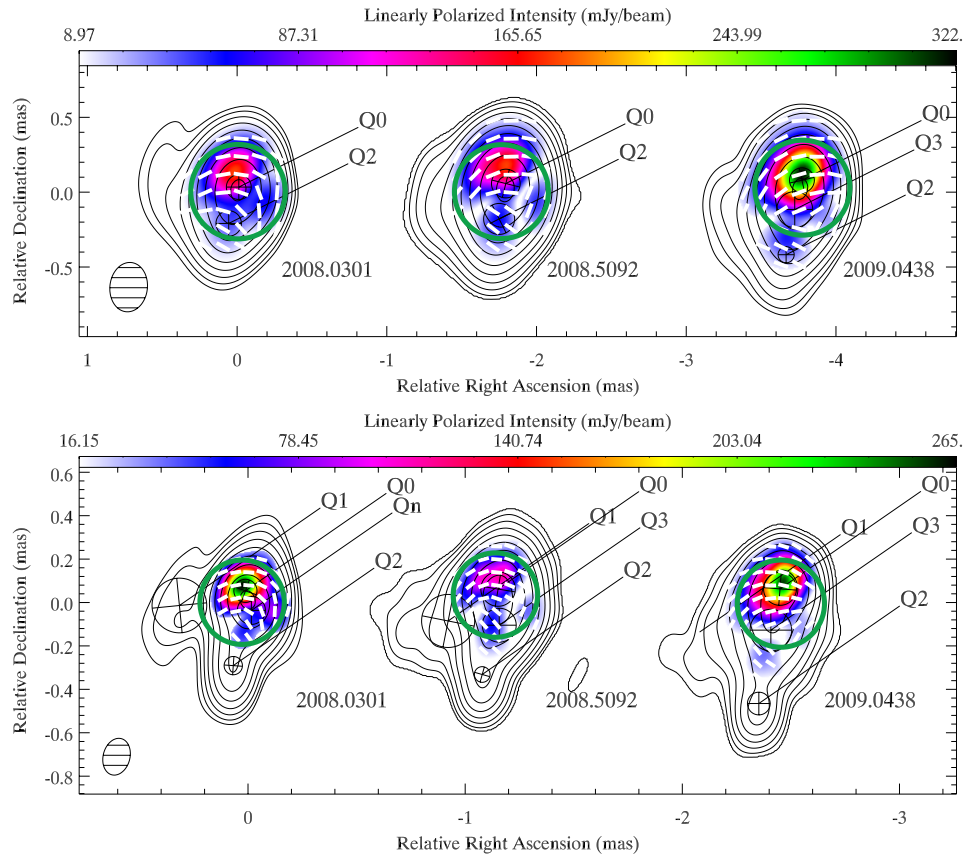 Linearly Polarized Intensity (mJy/beam)
8.97 87.31 165.65 243.99 322.
Relative Declination (mas)
0.5
0.0
-0.5
Q0
Q2
2008.0301
Q0
Q2
2008.5092
Q0
Q3
Q2
2009.0438
1 0 -1 -2 -3 -4
Relative Right Ascension (mas)
Linearly Polarized Intensity (mJy/beam)
16.15 78.45 140.74 203.04 265.
Relative Declination (mas)
0.6
0.4
0.2
0.0
-0.2
-0.4
-0.6
-0.8
Q1
Q0
Qn
Q2
2008.0301
Q0
Q1
Q3
Q2
2008.5092
Q0
Q1
Q3
Q2
2009.0438
0 -1 -2 -3
Relative Right Ascension (mas)